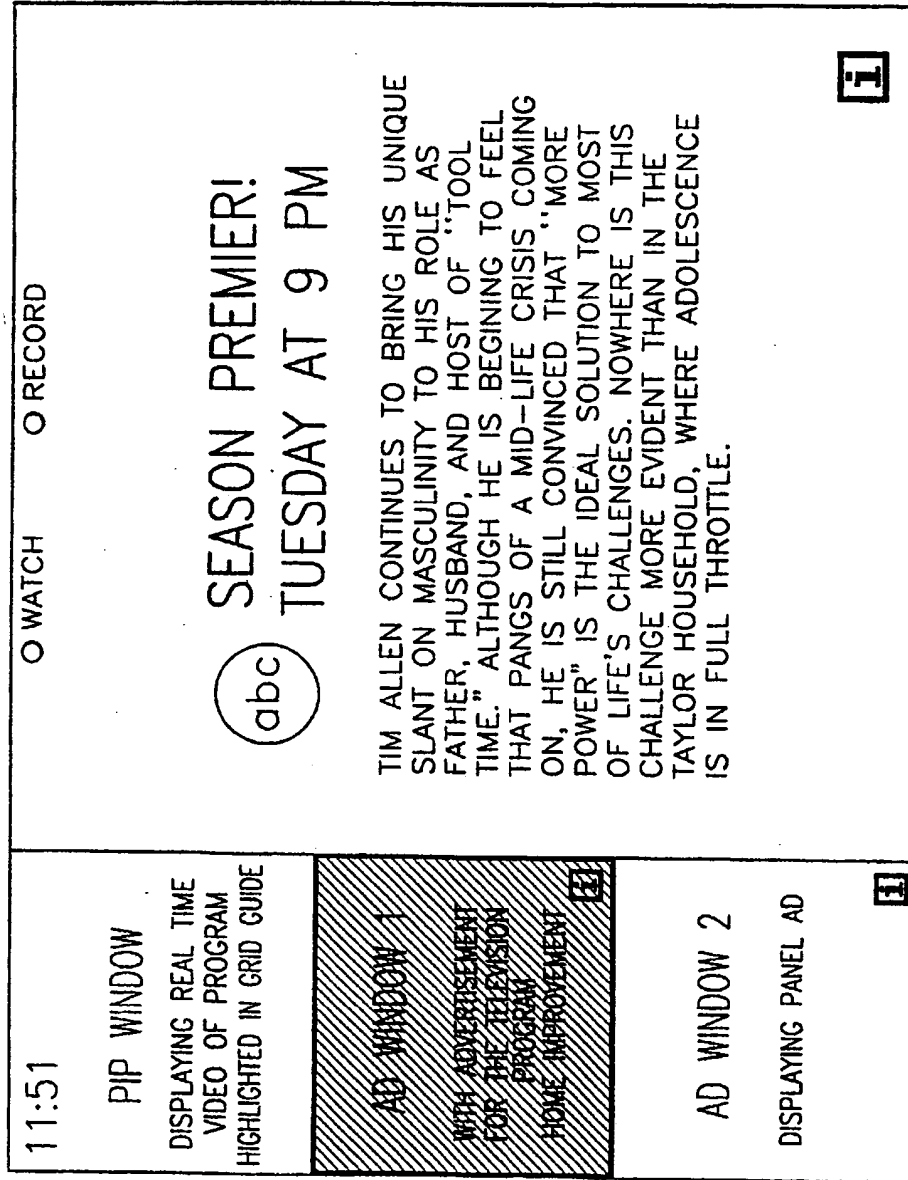 11:51
PIP WINDOW
DISPLAYING REAL TIME
VIDEO OF PROGRAM
HIGHLIGHTED IN GRID GUIDE
AD WINDOW 1
WITH ADVERTISEMENT
FOR THE TELEVISION
PROGRAM
HOME IMPROVEMENT
i
AD WINDOW 2
DISPLAYING PANEL AD
i
O WATCH O RECORD
abc
SEASON PREMIER!
TUESDAY AT 9 PM
TIM ALLEN CONTINUES TO BRING HIS UNIQUE
SLANT ON MASCULINITY TO HIS ROLE AS
FATHER, HUSBAND, AND HOST OF ''TOOL
TIME." ALTHOUGH HE IS BEGINING TO FEEL
THAT PANGS OF A MID-LIFE CRISIS COMING
ON, HE IS STILL CONVINCED THAT ''MORE
POWER" IS THE IDEAL SOLUTION TO MOST
OF LIFE'S CHALLENGES. NOWHERE IS THIS
CHALLENGE MORE EVIDENT THAN IN THE
TAYLOR HOUSEHOLD, WHERE ADOLESCENCE
IS IN FULL THROTTLE.
i